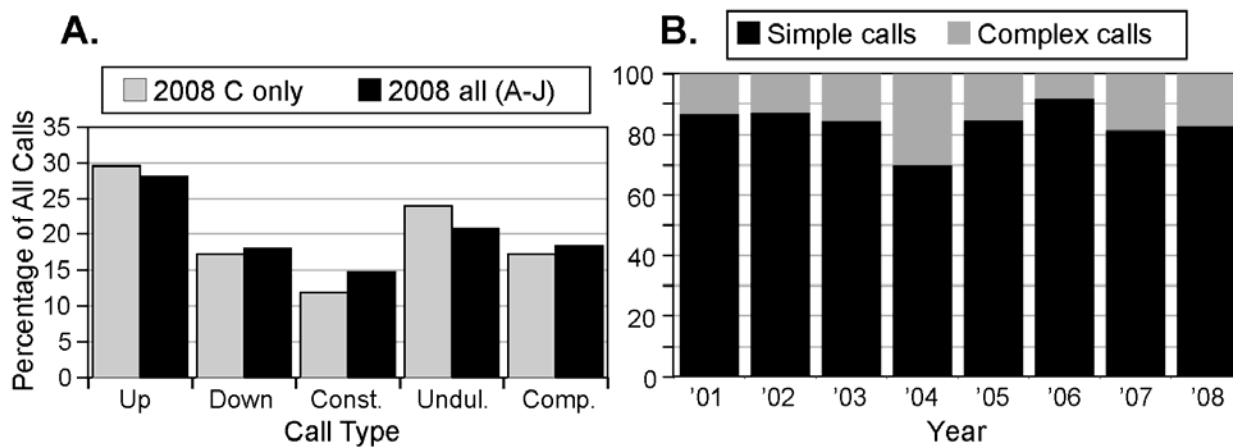 A.
2008 C only 2008 all (A-J)
Percentage of All Calls
35
30
25
20
15
10
5
0
Up Down Const. Undul. Comp.
Call Type
B.
Simple calls Complex calls
100
80
60
40
20
0
'01 '02 '03 '04 '05 '06 '07 '08
Year